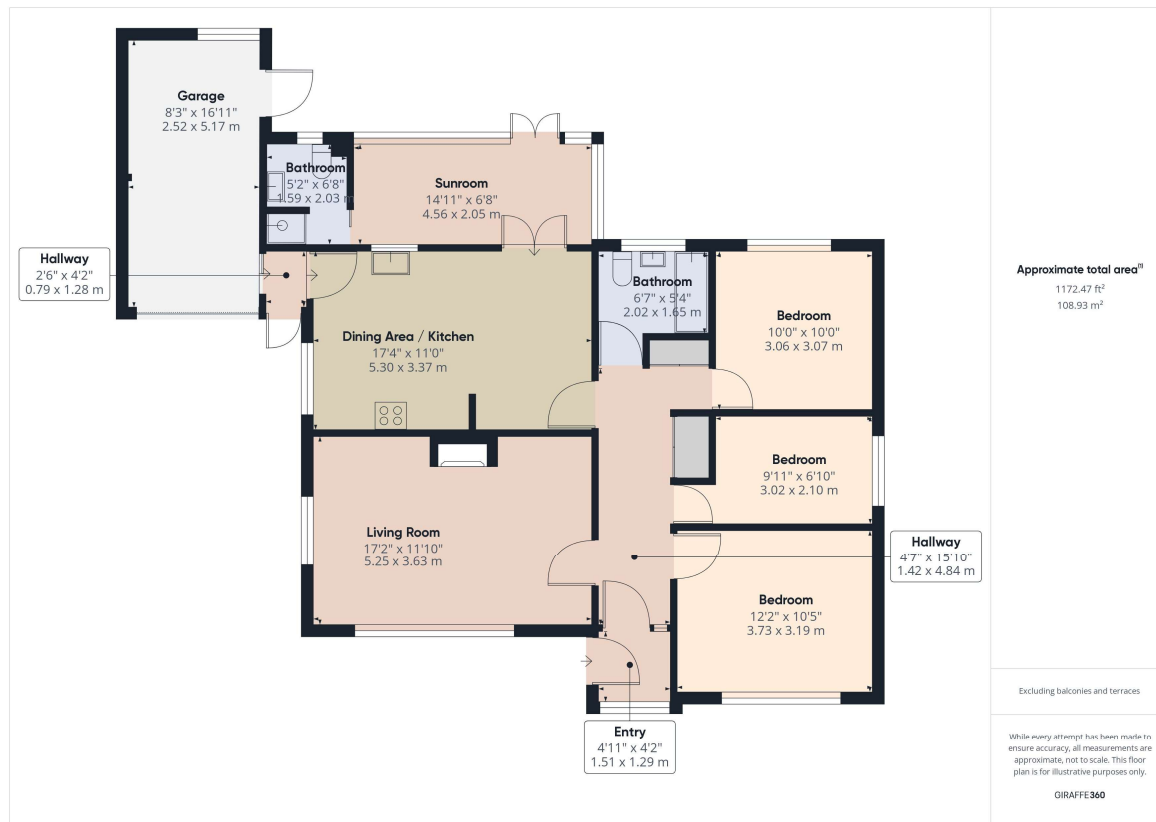 Garage
8'3" x 16'11"
2.52 x 5.17 m
Bathroom
5'2" x 6'8"
1.59 x 2.03 m
Sunroom
14'11" x 6'8"
4.56 x 2.05 m
Hallway
2'6" x 4'2"
0.79 x 1.28 m
Bathroom
6'7" x 5'4"
2.02 x 1.65 m
Bedroom
10'0" x 10'0"
3.06 x 3.07 m
Dining Area / Kitchen
17'4" x 11'0"
5.30 x 3.37 m
Bedroom
9'11" x 6'10"
3.02 x 2.10 m
Living Room
17'2" x 11'10"
5.25 x 3.63 m
Hallway
4'7" x 15'10"
1.42 x 4.84 m
Bedroom
12'2" x 10'5"
3.73 x 3.19 m
Entry
4'11" x 4'2"
1.51 x 1.29 m
Approximate total area⁽¹⁾
1172.47 ft²
108.93 m²
Excluding balconies and terraces
While every attempt has been made to
ensure accuracy, all measurements are
approximate, not to scale. This floor
plan is for illustrative purposes only.
GIRAFFE360